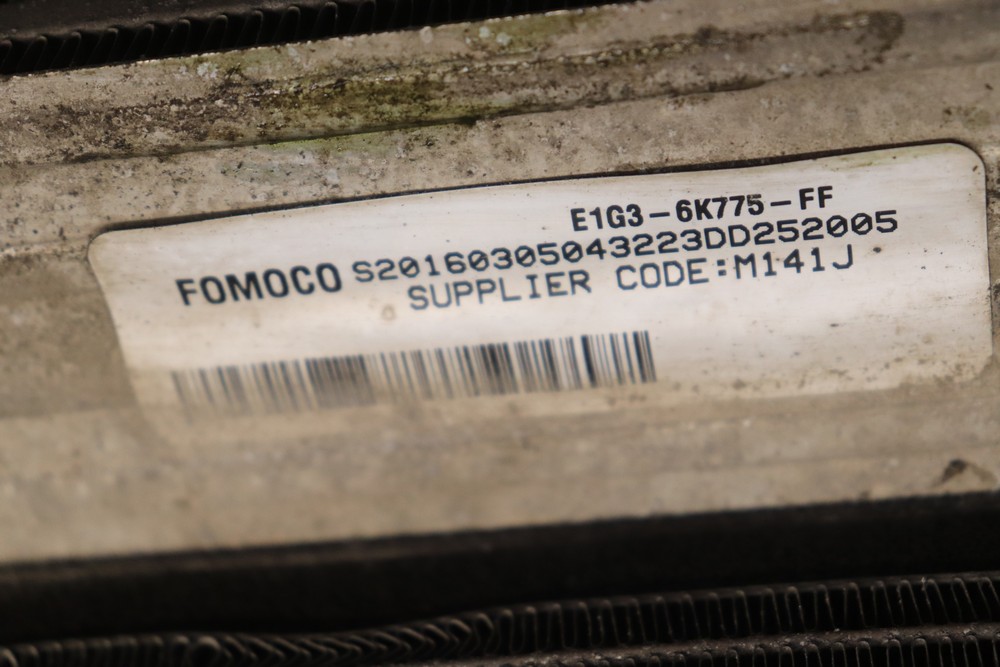 E1G3-6K775-FF
FOMOCO S20160305043223DD252005
SUPPLIER CODE:M141J